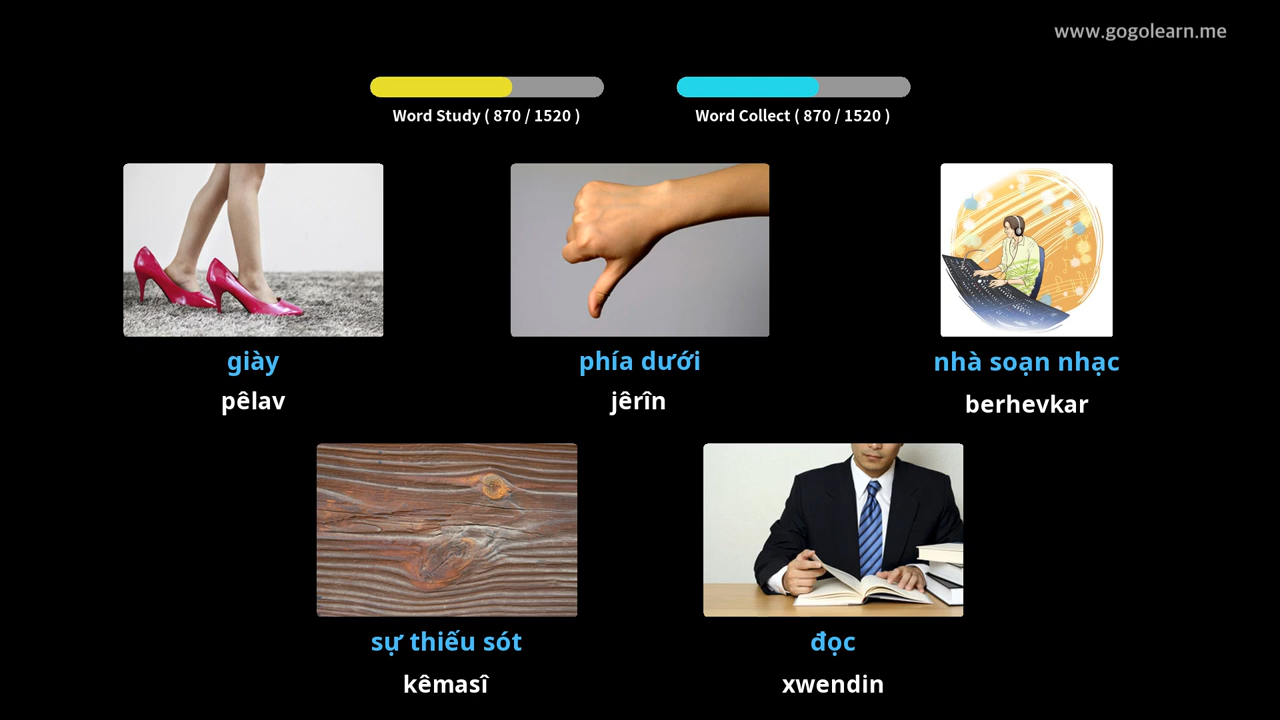 www.gogolearn.me
Word Study ( 870 / 1520 )
Word Collect ( 870 / 1520 )
giày
phía dưới
nhà soạn nhạc
pêlav
jêrîn
berhevkar
sự thiếu sót
đọc
kêmasî
xwendin